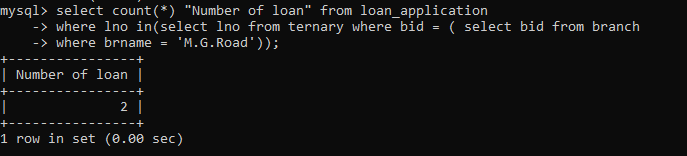 mysql> select count(*) "Number of loan" from loan_application
    -> where lno in(select lno from ternary where bid = ( select bid from branch
    -> where brname = 'M.G.Road'));
+----------------+
| Number of loan |
+----------------+
|              2 |
+----------------+
1 row in set (0.00 sec)